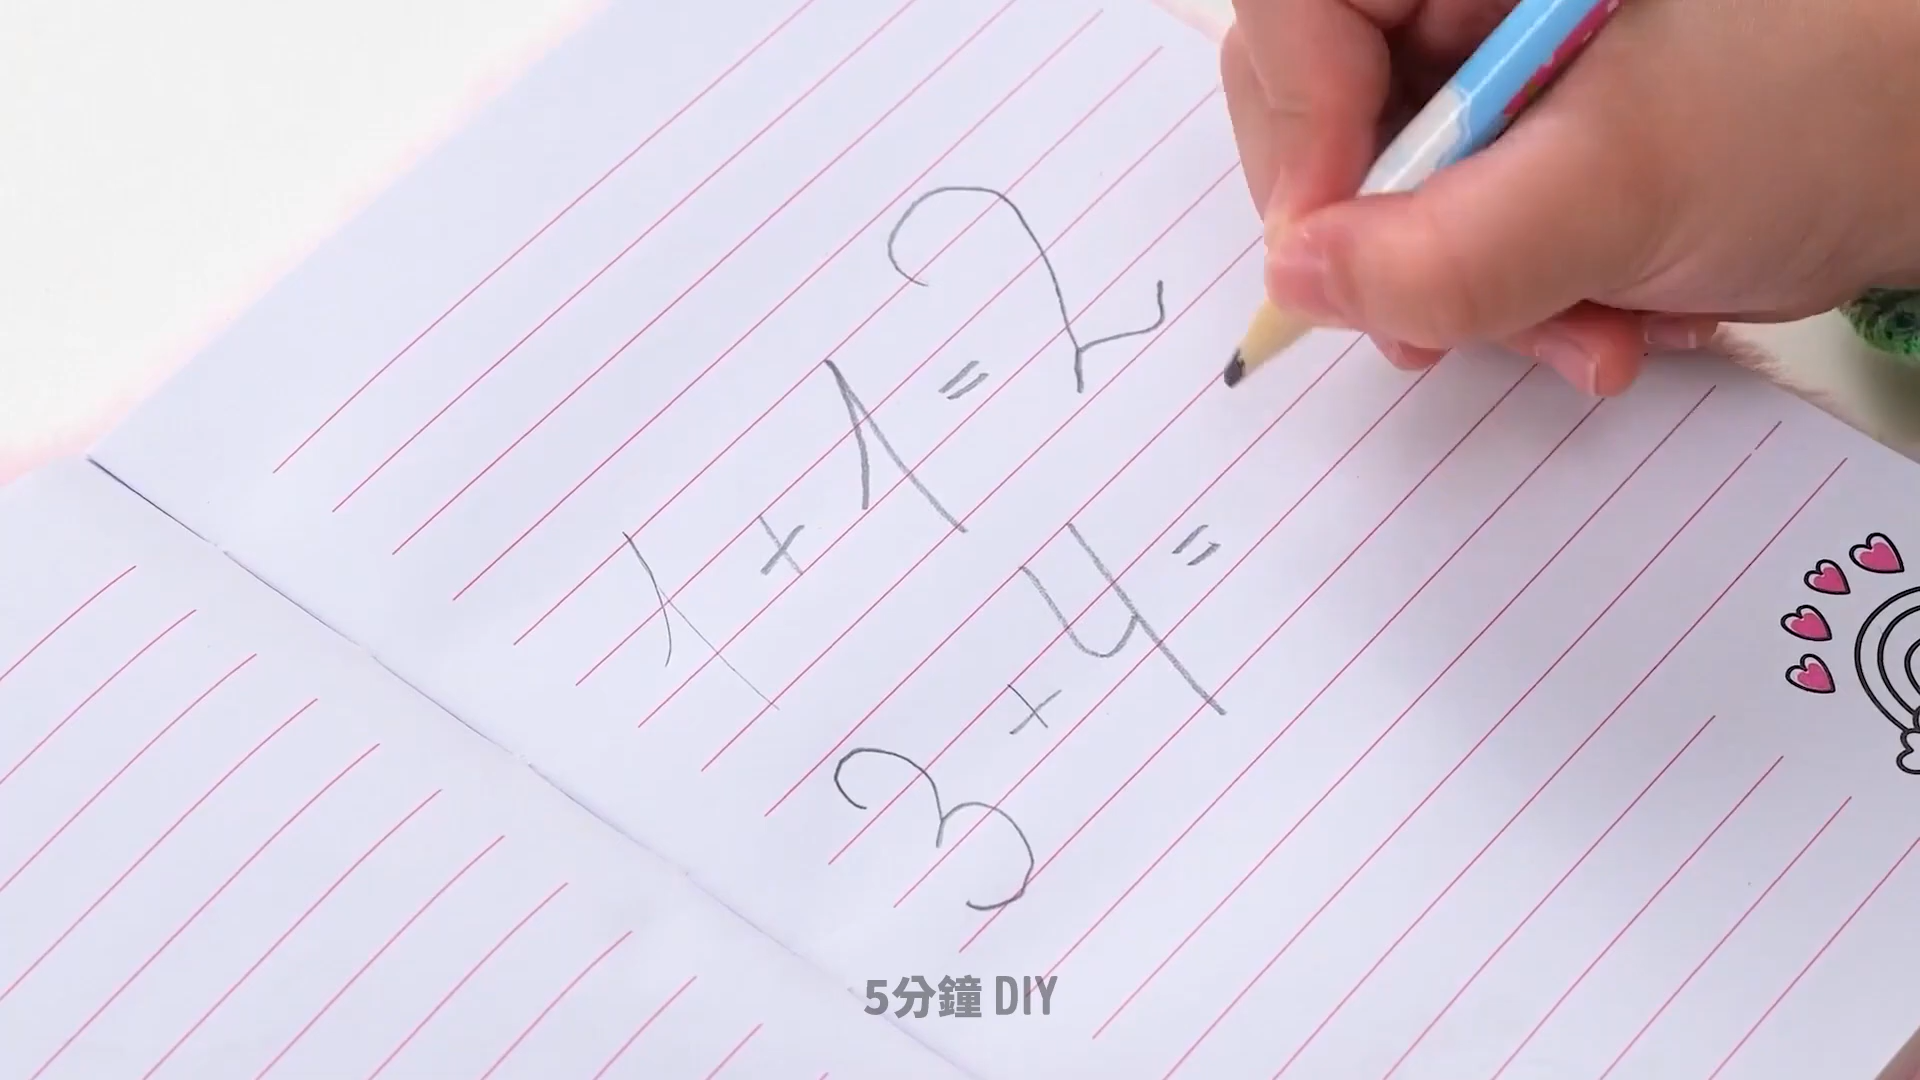 1 + 1 = 2
3 + 4 =
5分鐘 DIY